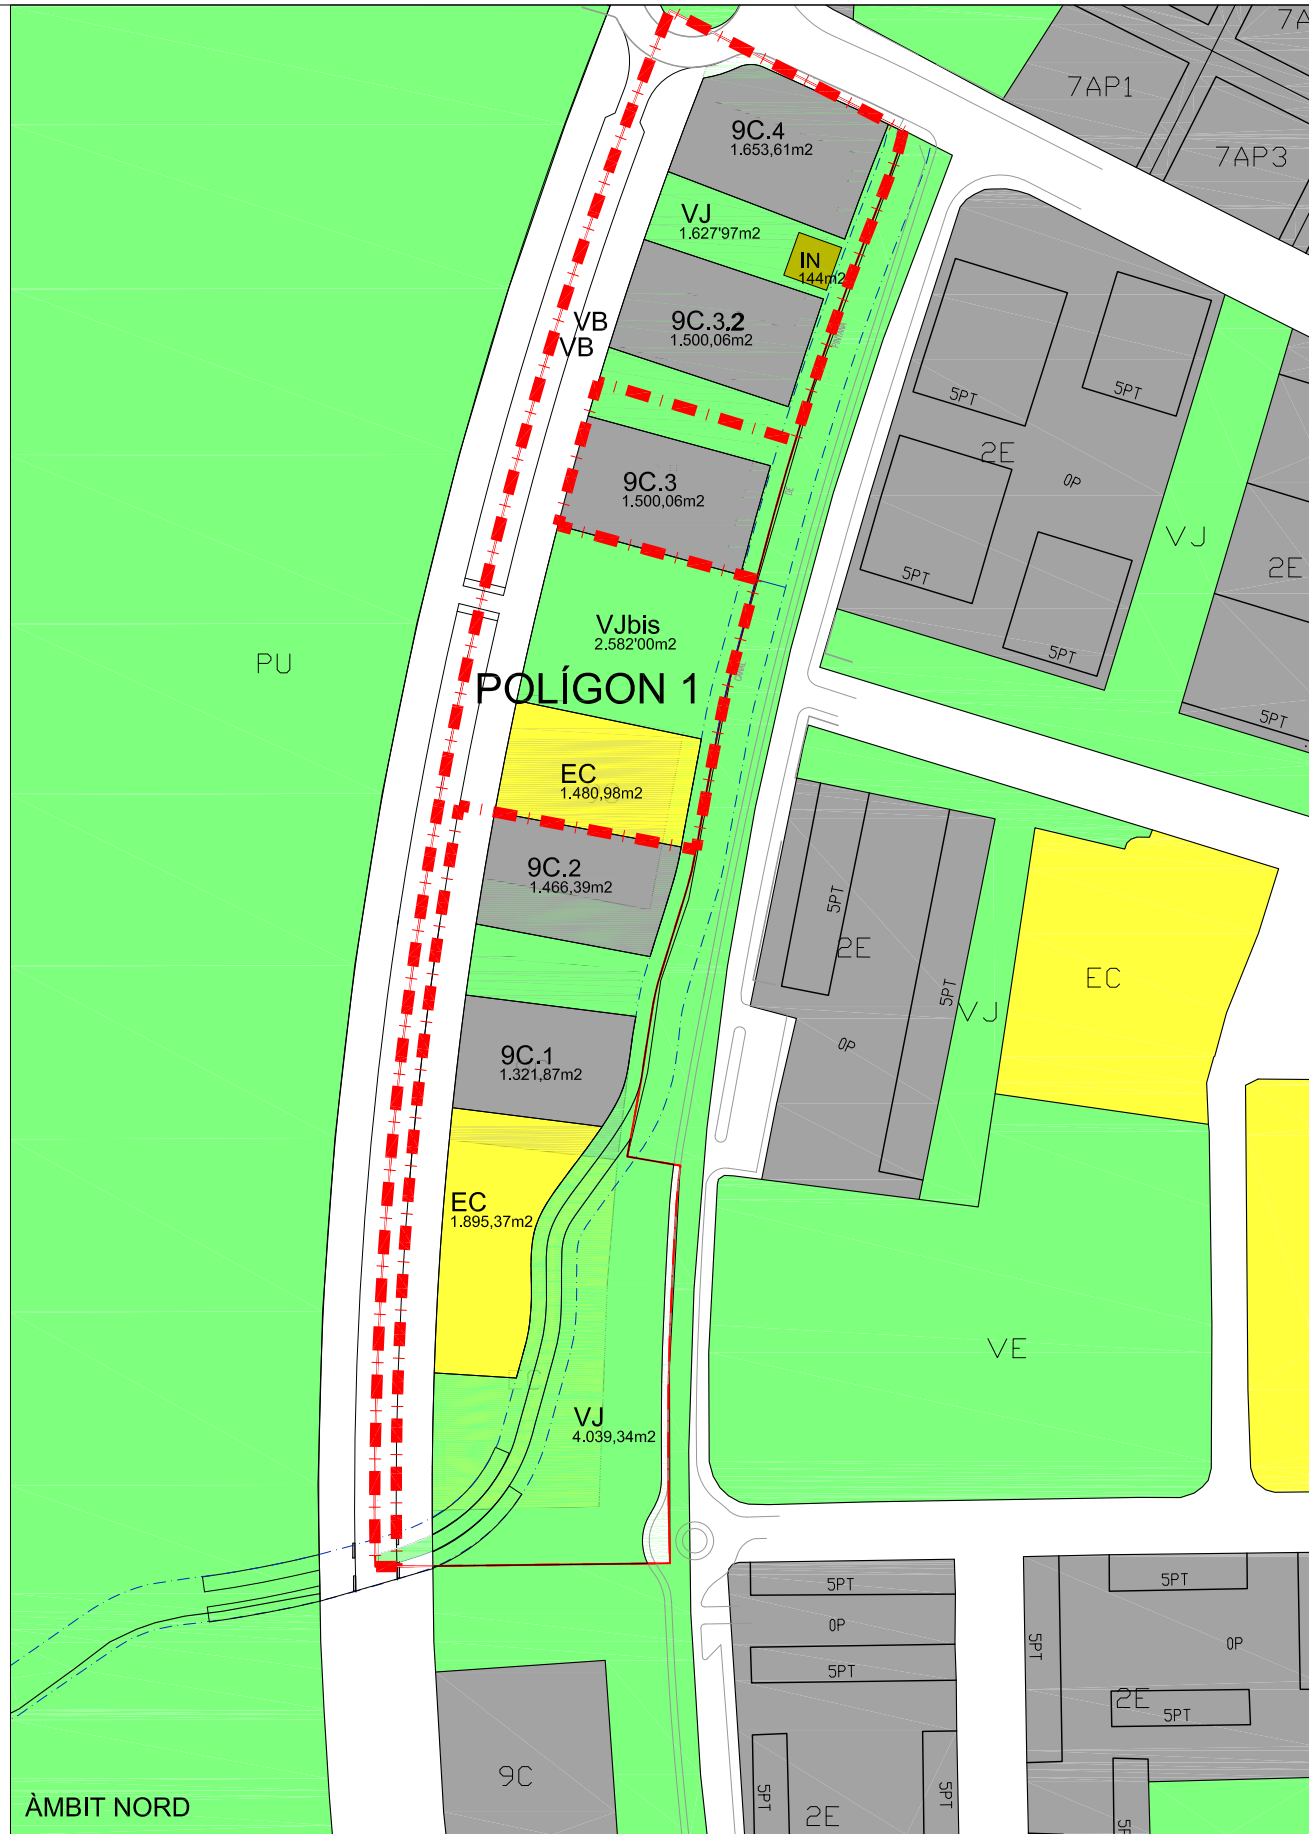 7A
7AP1
7AP3
9C.4
1.653,61m2
VJ
1.627'97m2
IN
144m2
VB
VB
9C.3.2
1.500,06m2
5PT
5PT
2E
0P
9C.3
1.500,06m2
VJ
2E
5PT
5PT
5PT
VJbis
2.582'00m2
PU
POLÍGON 1
EC
1.480,98m2
9C.2
1.466,39m2
5PT
2E
5PT
VJ
0P
EC
9C.1
1.321,87m2
EC
1.895,37m2
VE
VJ
4.039,34m2
5PT
0P
5PT
5PT
5PT
0P
2E
5PT
9C
5PT
5PT
2E
ÀMBIT NORD